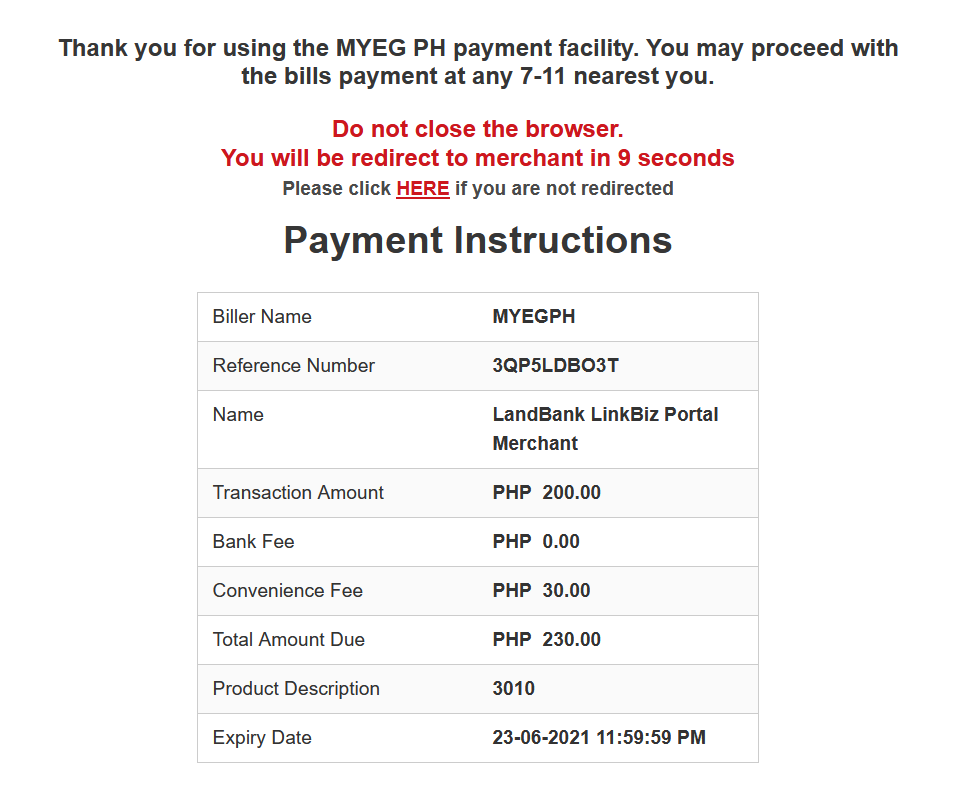 Thank you for using the MYEG PH payment facility. You may proceed with
the bills payment at any 7-11 nearest you.
Do not close the browser.
You will be redirect to merchant in 9 seconds
Please click HERE if you are not redirected
Payment Instructions
Biller Name MYEGPH
Reference Number 3QP5LDBO3T
Name LandBank LinkBiz Portal
Merchant
Transaction Amount PHP 200.00
Bank Fee PHP 0.00
Convenience Fee PHP 30.00
Total Amount Due PHP 230.00
Product Description 3010
Expiry Date 23-06-2021 11:59:59 PM